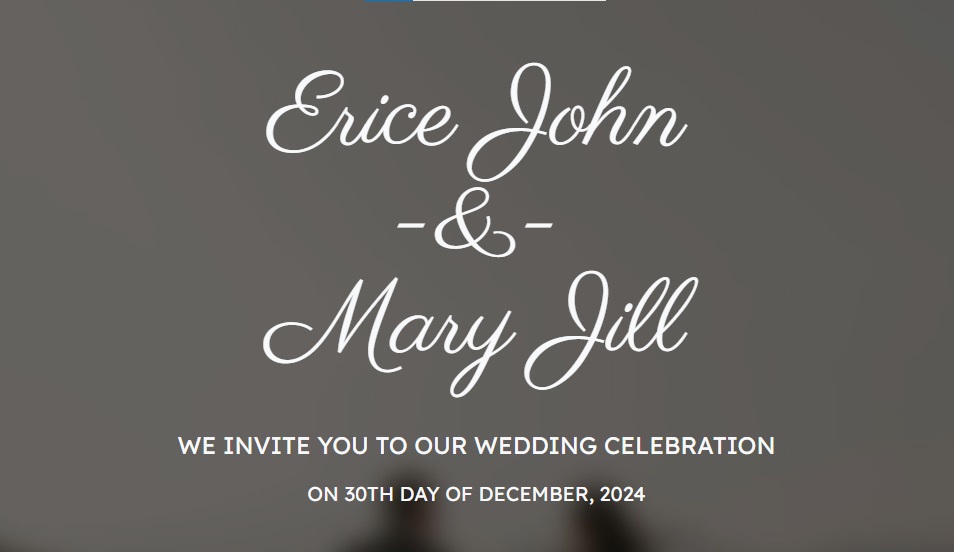 Erice John
-&-
Mary Jill
WE INVITE YOU TO OUR WEDDING CELEBRATION
ON 30TH DAY OF DECEMBER, 2024